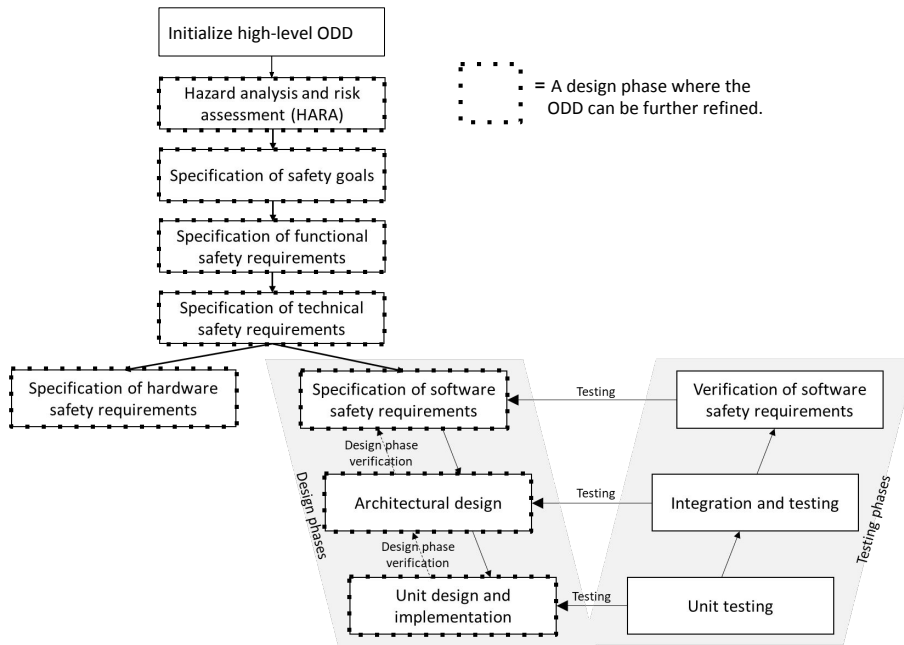 Initialize high-level ODD
Hazard analysis and risk
assessment (HARA)
= A design phase where the
ODD can be further refined.
Specification of safety goals
Specification of functional
safety requirements
Specification of technical
safety requirements
Specification of hardware
safety requirements
Specification of software
safety requirements
Testing
Verification of software
safety requirements
Design phase
verification
Design phases
Architectural design
Testing
Integration and testing
Testing phases
Design phase
verification
Unit design and
implementation
Testing
Unit testing